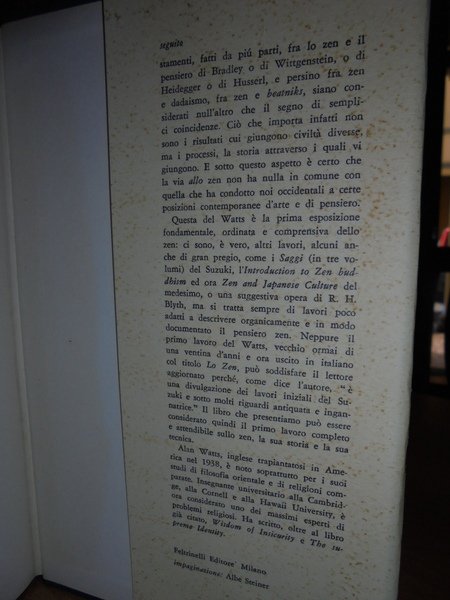 seguito
stamenti, fatti da piú parti, fra lo zen e il
pensiero di Bradley o di Wittgenstein, o di
Heidegger o di Husserl, e persino fra zen
e dadaismo, fra zen e beatniks, siano con-
siderati null'altro che il segno di sempli-
ci coincidenze. Ciò che importa infatti non
sono i risultati cui giungono civiltà diverse,
ma i processi, la storia attraverso i quali vi
giungono. E sotto questo aspetto è certo che
la via allo zen non ha nulla in comune con
quella che ha condotto noi occidentali a certe
posizioni contemporanee d'arte e di pensiero.
Questa del Watts è la prima esposizione
fondamentale, ordinata e comprensiva dello
zen: ci sono, è vero, altri lavori, alcuni an-
che di gran pregio, come i Saggi (in tre vo-
lumi) del Suzuki, l'Introduction to Zen bud-
dhism ed ora Zen and Japanese Culture del
medesimo, o una suggestiva opera di R. H.
Blyth, ma si tratta sempre di lavori poco
adatti a descrivere organicamente e in modo
documentato il pensiero zen. Neppure il
primo lavoro del Watts, vecchio ormai di
una ventina d'anni e ora uscito in italiano
col titolo Lo Zen, può soddisfare il lettore
aggiornato perché, come dice l'autore, "è
una divulgazione dei lavori iniziali del Su-
zuki e sotto molti riguardi antiquata e ingan-
natrice." Il libro che presentiamo può essere
considerato quindi il primo lavoro completo
e attendibile sullo zen, la sua storia e la sua
tecnica.
Alan Watts, inglese trapiantatosi in Ame-
rica nel 1938, è noto soprattutto per i suoi
studi di filosofia orientale e di religioni com-
parate. Insegnante universitario alla Cambrid-
ge, alla Cornell e alla Hawaii University, è
ora considerato uno dei massimi esperti di
problemi religiosi. Ha scritto, oltre al libro
già citato, Wisdom of Insicurity e The su-
preme Identity.
Feltrinelli Editore Milano
impaginazione: Albe Steiner